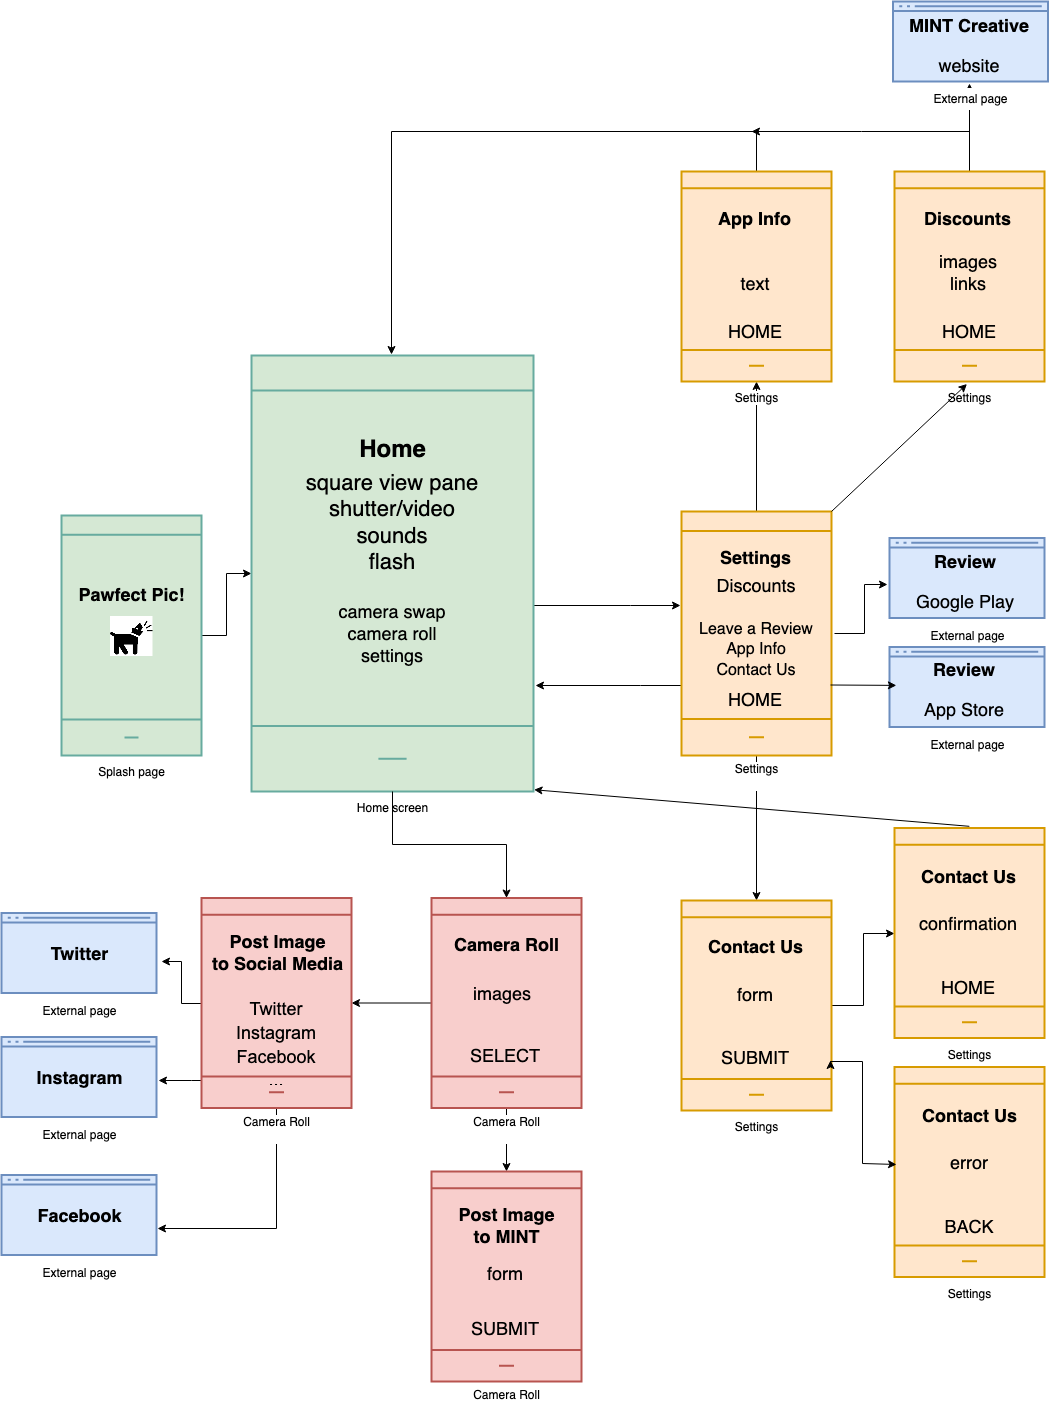 MINT Creative
website
External page
App Info
text
HOME
Settings
Discounts
images
links
HOME
Settings
Home
square view pane
shutter/video
sounds
flash
camera swap
camera roll
settings
Home screen
Pawfect Pic!
Splash page
Settings
Discounts
Leave a Review
App Info
Contact Us
HOME
Settings
Review
Google Play
External page
Review
App Store
External page
Twitter
External page
Instagram
External page
Facebook
External page
Post Image
to Social Media
Twitter
Instagram
Facebook
...
Camera Roll
Camera Roll
images
SELECT
Camera Roll
Post Image
to MINT
form
SUBMIT
Camera Roll
Contact Us
form
SUBMIT
Settings
Contact Us
confirmation
HOME
Settings
Contact Us
error
BACK
Settings